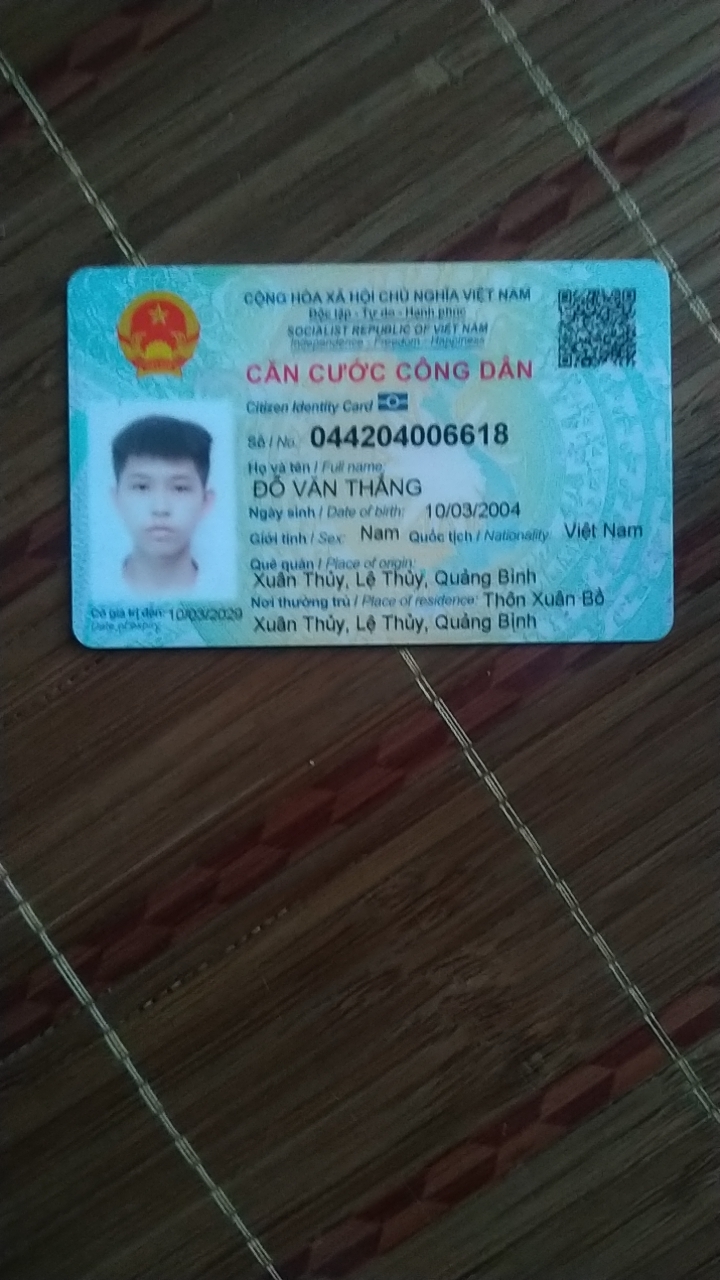 CỘNG HÒA XÃ HỘI CHỦ NGHĨA VIỆT NAM
Độc lập - Tự do - Hạnh phúc
SOCIALIST REPUBLIC OF VIET NAM
Independence - Freedom - Happiness
CĂN CƯỚC CÔNG DÂN
Citizen Identity Card
Số / No. 044204006618
Họ và tên / Full name:
ĐỖ VĂN THẮNG
Ngày sinh / Date of birth: 10/03/2004
Giới tính / Sex: Nam Quốc tịch / Nationality: Việt Nam
Quê quán / Place of origin:
Xuân Thủy, Lệ Thủy, Quảng Bình
Nơi thường trú / Place of residence: Thôn Xuân Bồ
Xuân Thủy, Lệ Thủy, Quảng Bình
Có giá trị đến: 10/03/2029
Date of expiry